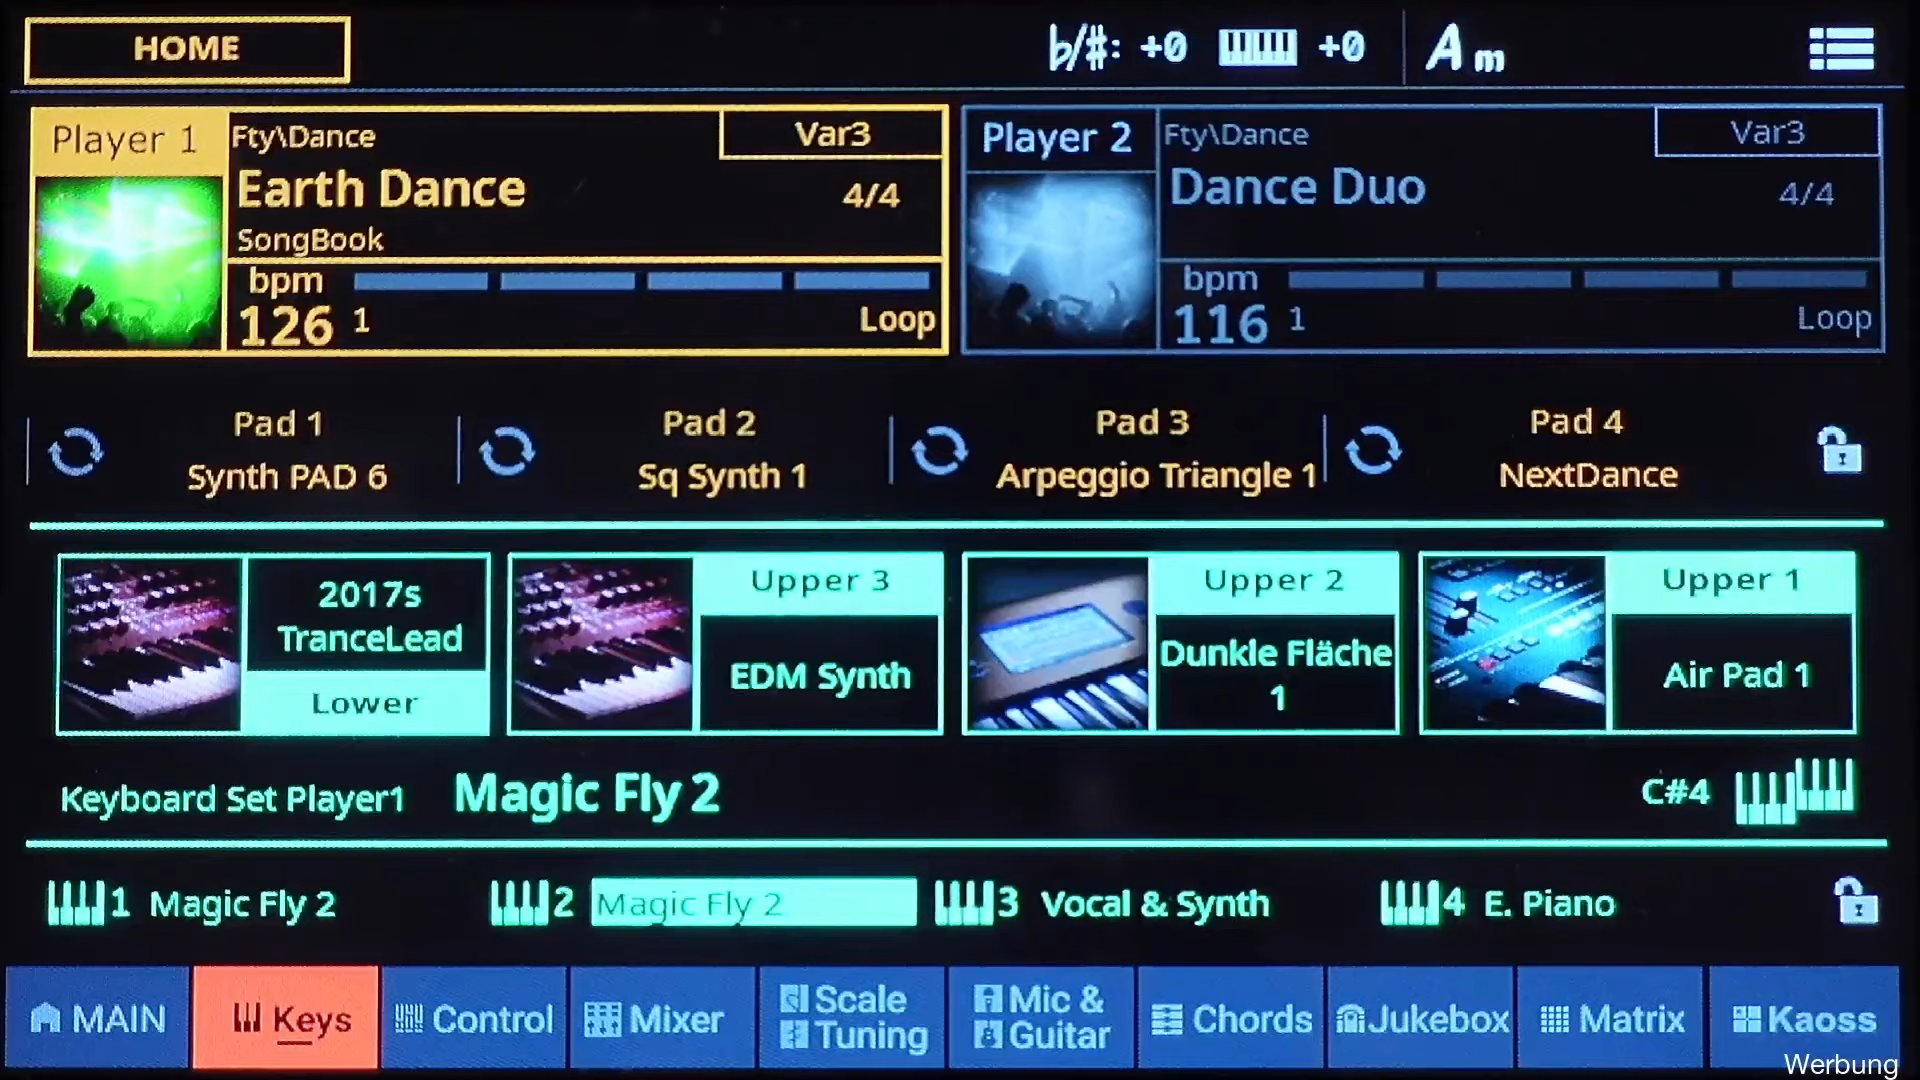 HOME
♭/♯: +0 +0 A m
Player 1
Fty\Dance
Var3
Earth Dance
4/4
SongBook
bpm
126
1
Loop
Player 2
Fty\Dance
Var3
Dance Duo
4/4
bpm
116
1
Loop
Pad 1
Synth PAD 6
Pad 2
Sq Synth 1
Pad 3
Arpeggio Triangle 1
Pad 4
NextDance
2017s
TranceLead
Lower
Upper 3
EDM Synth
Upper 2
Dunkle Fläche
1
Upper 1
Air Pad 1
Keyboard Set Player1 Magic Fly 2
C#4
1 Magic Fly 2
2 Magic Fly 2
3 Vocal & Synth
4 E. Piano
MAIN
Keys
Control
Mixer
Scale
Tuning
Mic &
Guitar
Chords
Jukebox
Matrix
Kaoss
Werbung